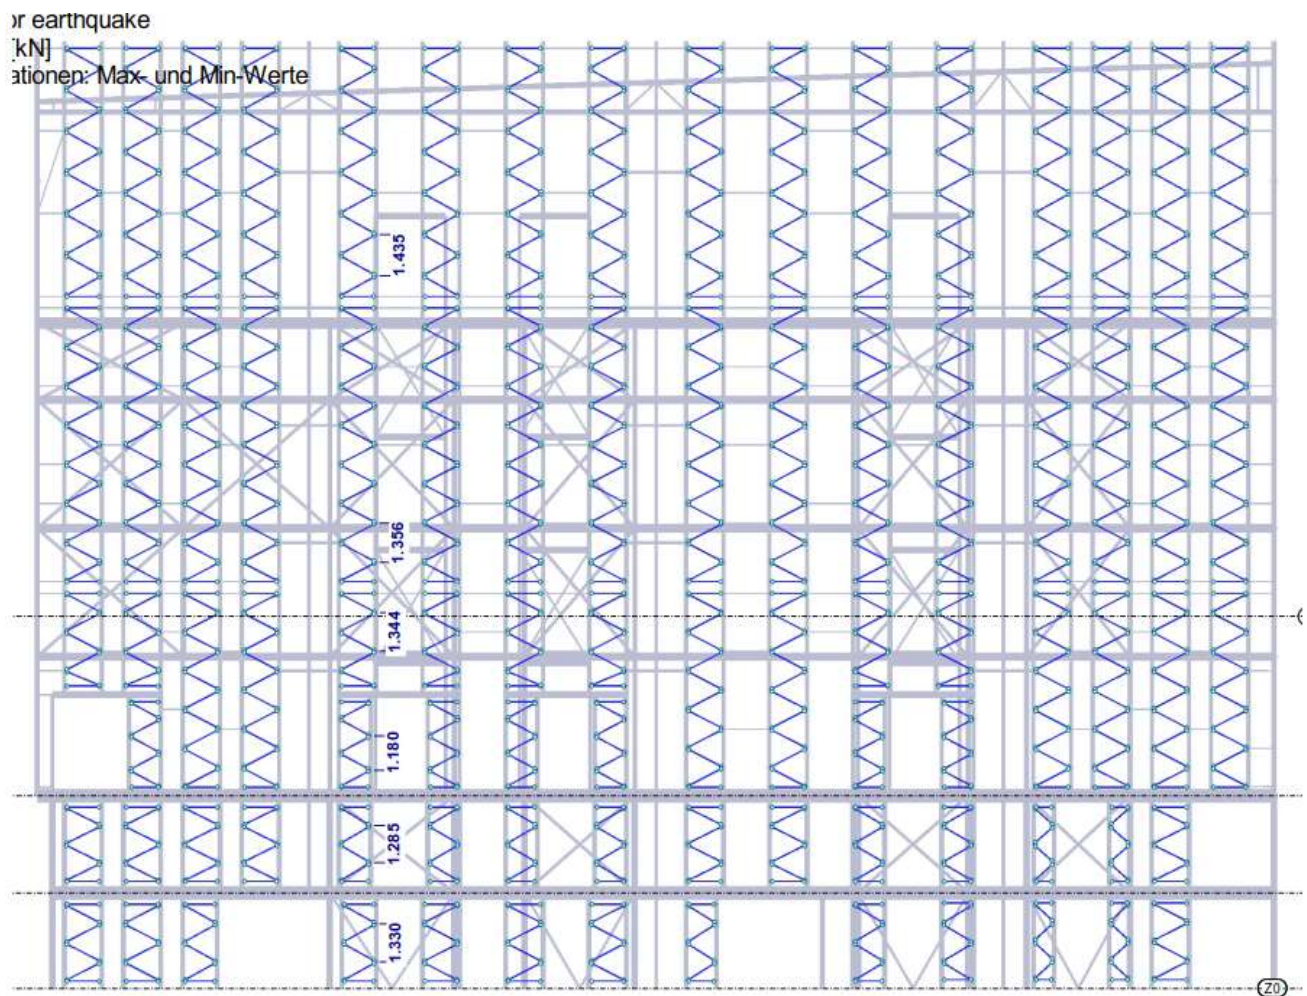 or earthquake
[kN]
ationen: Max- und Min-Werte
1.435
1.356
1.344
1.180
1.285
1.330
Z0